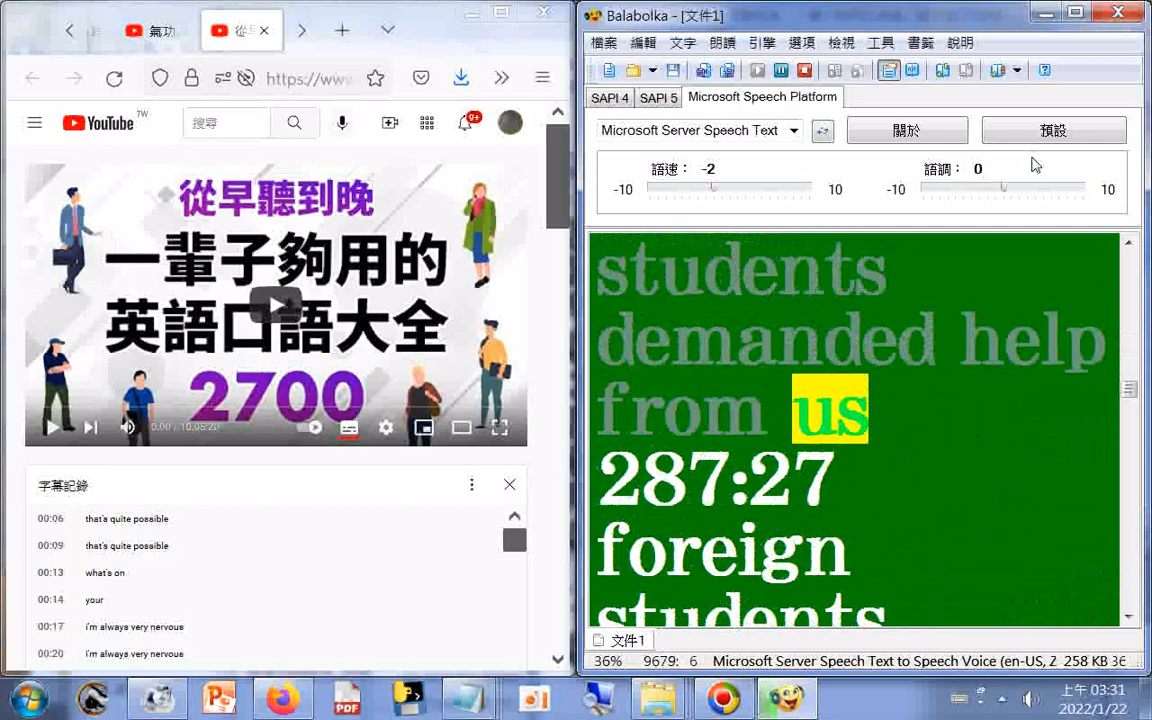 氣功
從
https://www
YouTube TW
搜尋
9+
從早聽到晚
一輩子夠用的
英語口語大全
2700
0:00 / 10:05:20
字幕記錄
00:06 that's quite possible
00:09 that's quite possible
00:13 what's on
00:14 your
00:17 i'm always very nervous
00:20 i'm always very nervous
Balabolka - [文件1]
檔案 編輯 文字 朗讀 引擎 選項 檢視 工具 書籤 說明
SAPI 4 SAPI 5 Microsoft Speech Platform
Microsoft Server Speech Text 關於 預設
語速： -2 語調： 0
-10 10 -10 10
students
demanded help
from us
287:27
foreign
students
文件1
36% 9679: 6 Microsoft Server Speech Text to Speech Voice (en-US, 2 258 KB 36
PDF
上午 03:31
2022/1/22